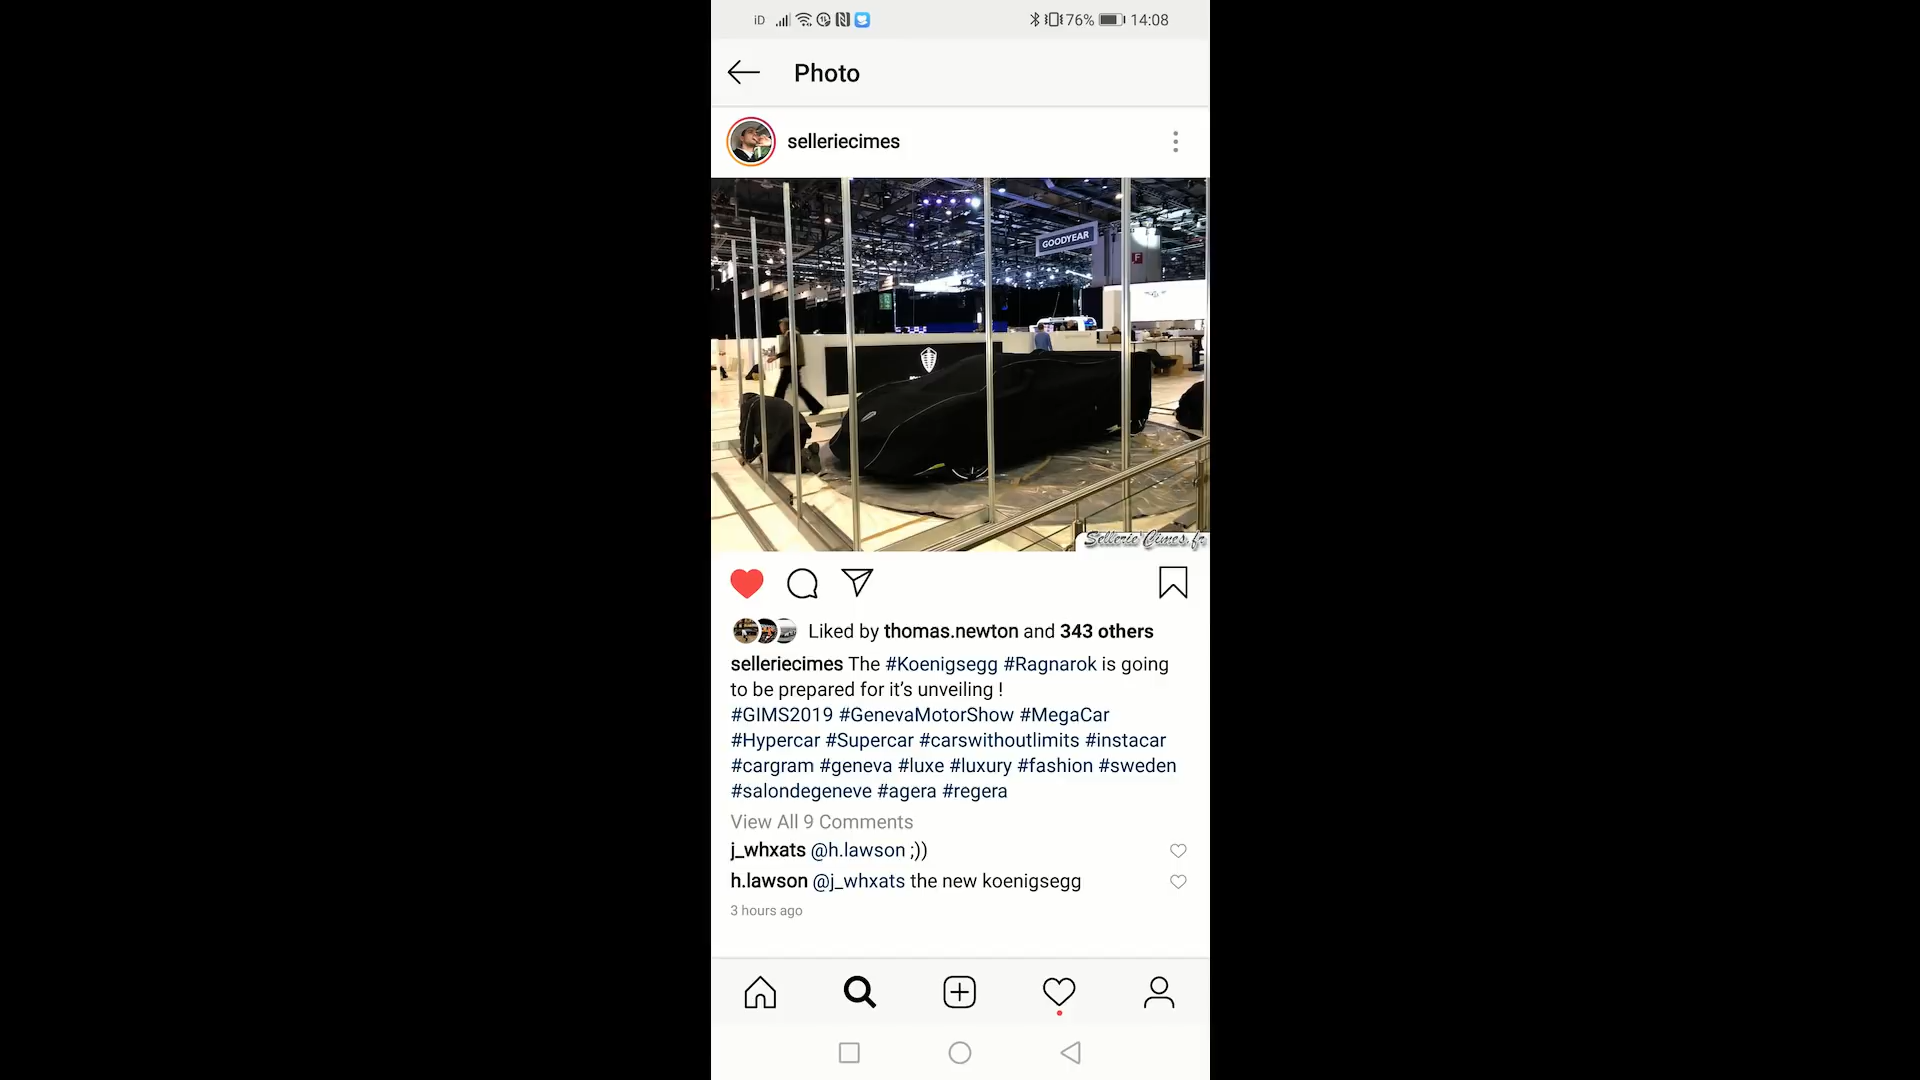 iD 76% 14:08
Photo
selleriecimes
GOODYEAR
F
Sellerie Cimes.fr
Liked by thomas.newton and 343 others
selleriecimes The #Koenigsegg #Ragnarok is going
to be prepared for it’s unveiling !
#GIMS2019 #GenevaMotorShow #MegaCar
#Hypercar #Supercar #carswithoutlimits #instacar
#cargram #geneva #luxe #luxury #fashion #sweden
#salondegeneve #agera #regera
View All 9 Comments
j_whxats @h.lawson ;))
h.lawson @j_whxats the new koenigsegg
3 hours ago